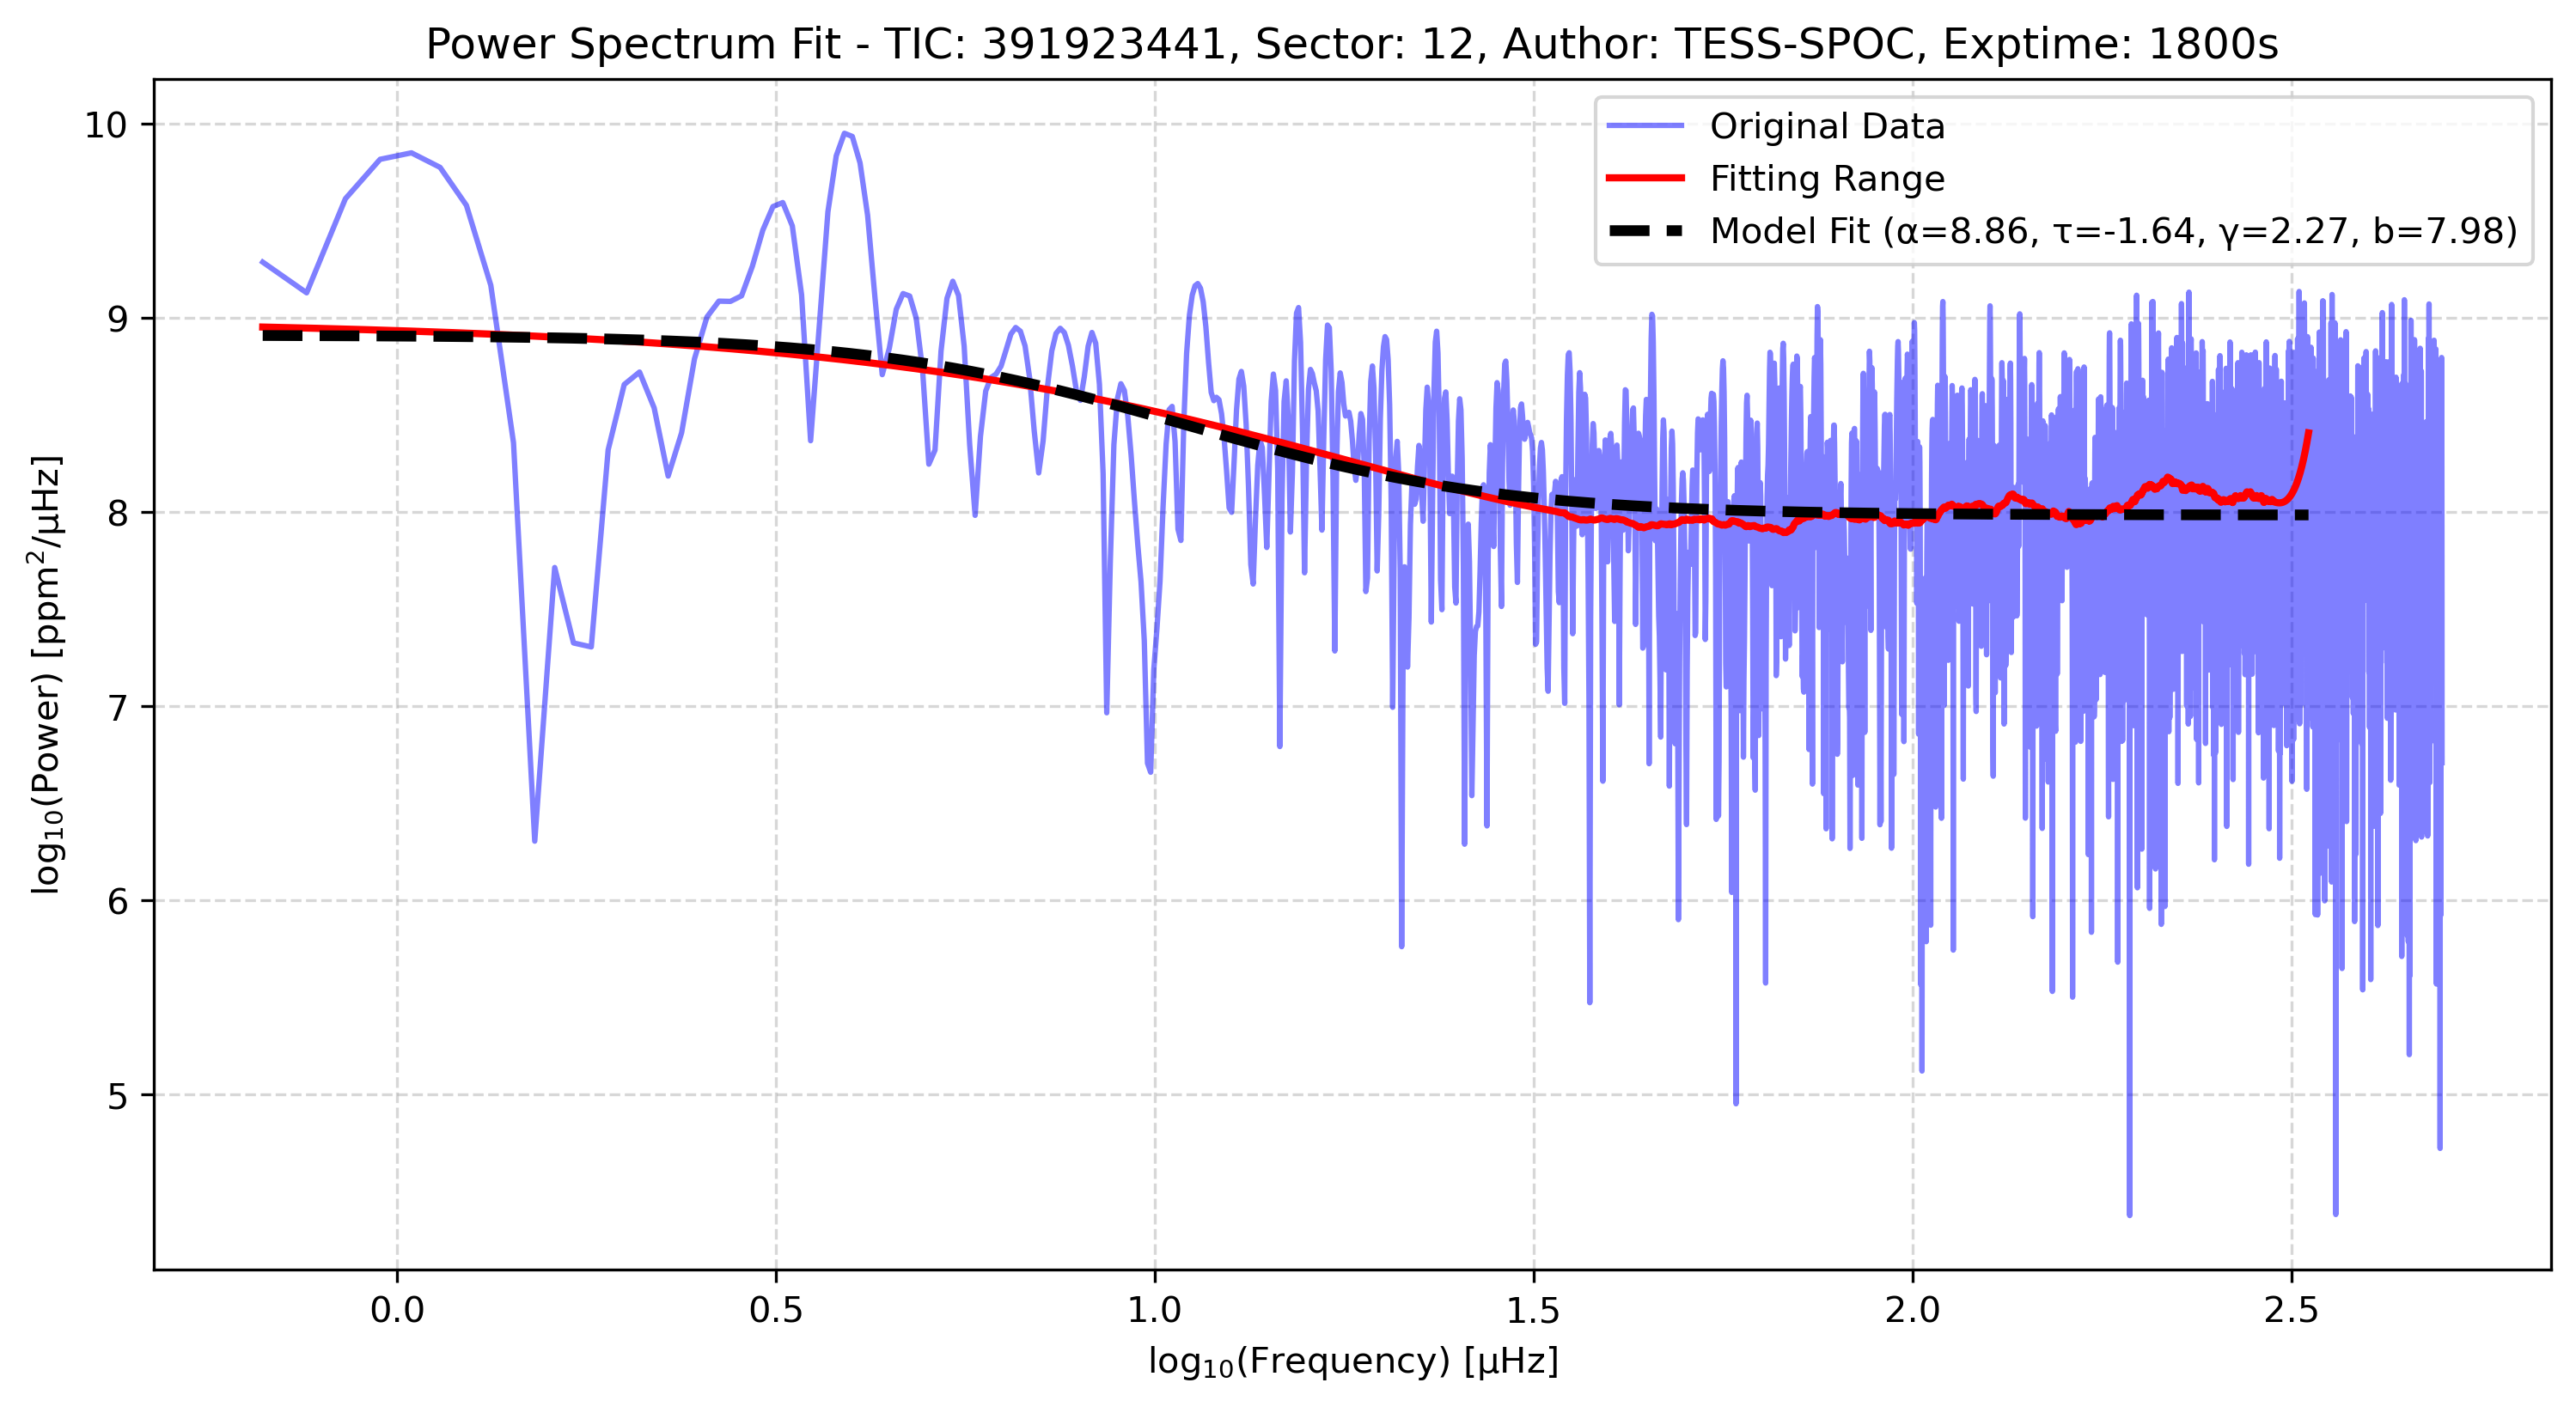 Power Spectrum Fit - TIC: 391923441, Sector: 12, Author: TESS-SPOC, Exptime: 1800s
Original Data
Fitting Range
Model Fit (α=8.86, τ=-1.64, γ=2.27, b=7.98)
log₁₀(Power) [ppm²/μHz]
10
9
8
7
6
5
0.0 0.5 1.0 1.5 2.0 2.5
log₁₀(Frequency) [μHz]